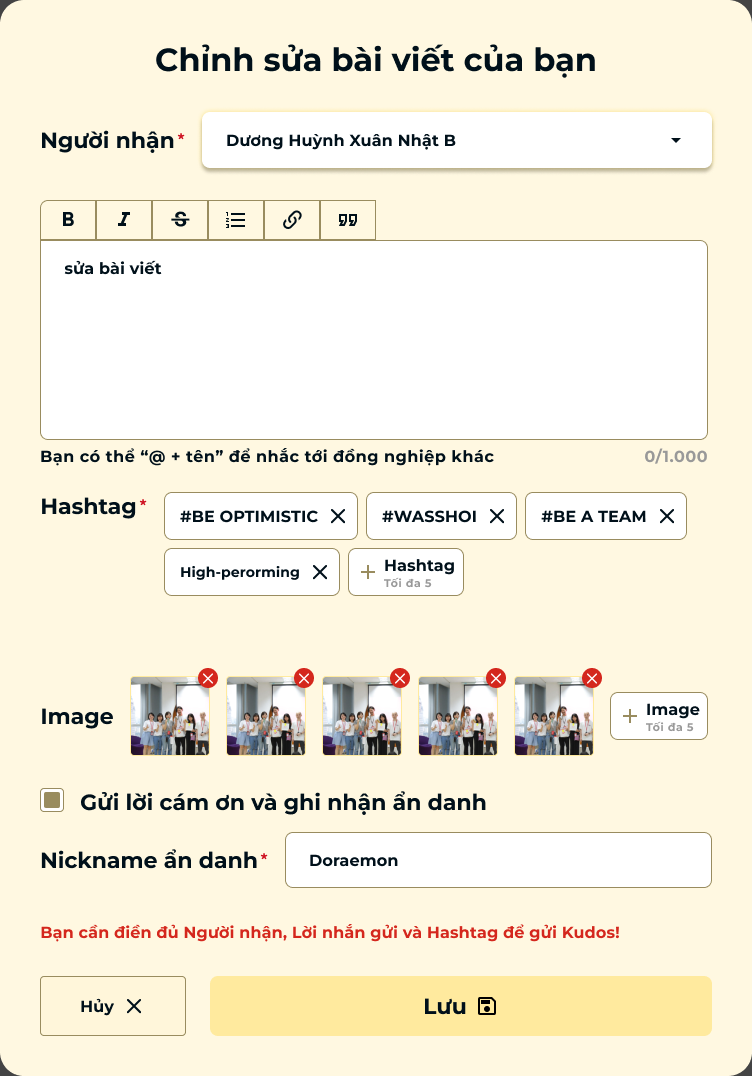 Chỉnh sửa bài viết của bạn
Người nhận*
Dương Huỳnh Xuân Nhật B
B I S
sửa bài viết
Bạn có thể “@ + tên” để nhắc tới đồng nghiệp khác
0/1.000
Hashtag*
#BE OPTIMISTIC
#WASSHOI
#BE A TEAM
High-perorming
Hashtag
Tối đa 5
Image
Image
Tối đa 5
Gửi lời cám ơn và ghi nhận ẩn danh
Nickname ẩn danh*
Doraemon
Bạn cần điền đủ Người nhận, Lời nhắn gửi và Hashtag để gửi Kudos!
Hủy
Lưu